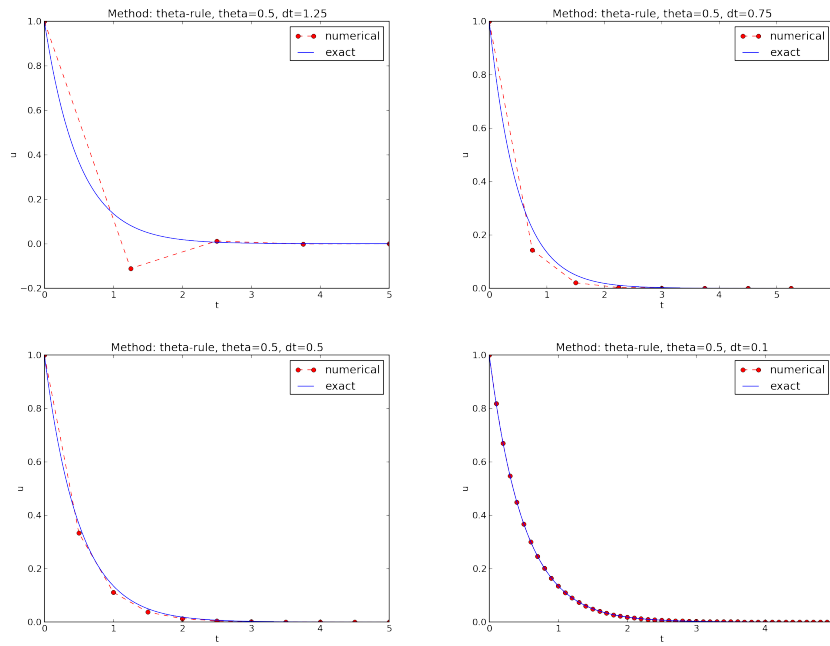 Method: theta-rule, theta=0.5, dt=1.25
1.0
0.8
0.6
0.4
0.2
0.0
−0.2
u
numerical
exact
0 1 2 3 4 5
t
Method: theta-rule, theta=0.5, dt=0.75
1.0
0.8
0.6
0.4
0.2
0.0
u
numerical
exact
0 1 2 3 4 5
t
Method: theta-rule, theta=0.5, dt=0.5
1.0
0.8
0.6
0.4
0.2
0.0
u
numerical
exact
0 1 2 3 4 5
t
Method: theta-rule, theta=0.5, dt=0.1
1.0
0.8
0.6
0.4
0.2
0.0
u
numerical
exact
0 1 2 3 4
t